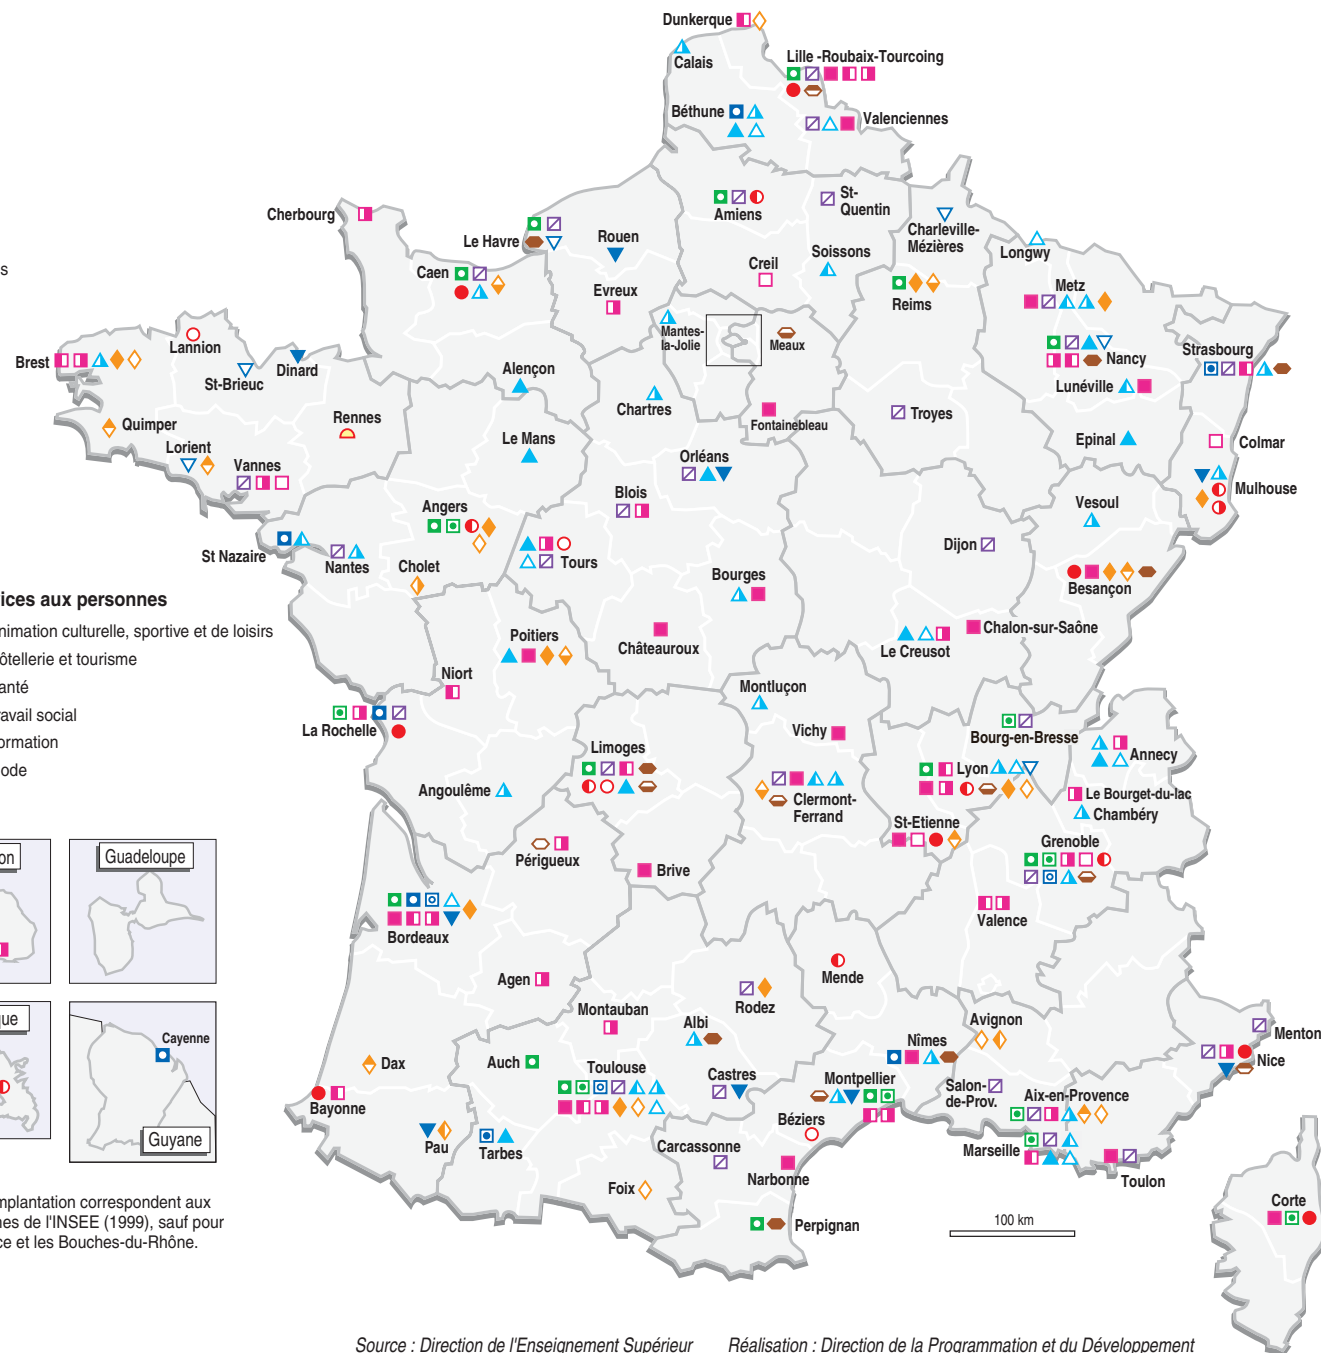 Dunkerque
Calais
Lille -Roubaix-Tourcoing
Béthune
Valenciennes
Cherbourg
Le Havre
Rouen
Amiens
St-
Quentin
Charleville-
Mézières
Longwy
s
Caen
Evreux
Creil
Soissons
Reims
Metz
Brest
Lannion
St-Brieuc
Dinard
Mantes-
la-Jolie
Meaux
Nancy
Strasbourg
Alençon
Chartres
Fontainebleau
Lunéville
Quimper
Rennes
Troyes
Lorient
Vannes
Le Mans
Orléans
Epinal
Colmar
Blois
Mulhouse
Angers
Vesoul
St Nazaire
Nantes
Cholet
Tours
Dijon
Bourges
Besançon
ices aux personnes
nimation culturelle, sportive et de loisirs
ôtellerie et tourisme
anté
ravail social
ormation
ode
Poitiers
Châteauroux
Chalon-sur-Saône
Le Creusot
Niort
Montluçon
La Rochelle
Vichy
Bourg-en-Bresse
Limoges
Annecy
Lyon
Angoulême
Clermont-
Ferrand
Le Bourget-du-lac
Chambéry
St-Etienne
Grenoble
on
Guadeloupe
Périgueux
Brive
Valence
Bordeaux
Mende
Agen
Rodez
Montauban
Albi
Avignon
Menton
que
Cayenne
Guyane
Dax
Auch
Toulouse
Castres
Nîmes
Montpellier
Salon-
de-Prov.
Nice
Aix-en-Provence
Bayonne
Béziers
Pau
Tarbes
Carcassonne
Marseille
Narbonne
Toulon
Foix
Perpignan
Corte
100 km
mplantation correspondent aux
nes de l'INSEE (1999), sauf pour
ce et les Bouches-du-Rhône.
Source : Direction de l'Enseignement Supérieur
Réalisation : Direction de la Programmation et du Développement